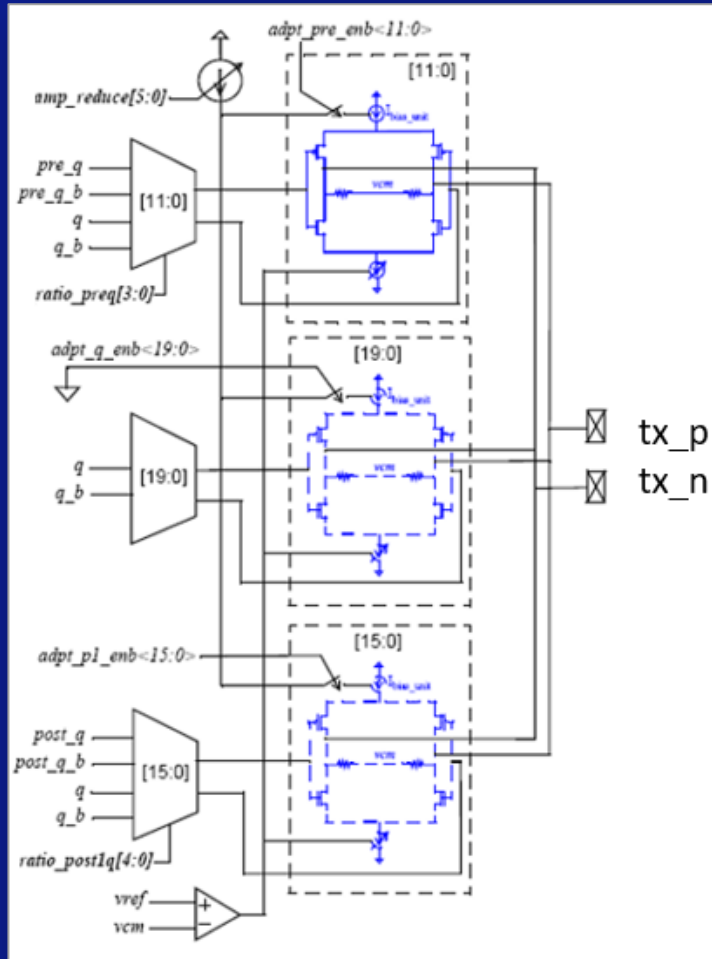 adpt_pre_enb<11:0>
[11:0]
amp_reduce[5:0]
Ibias_unit
pre_q
pre_q_b
q
q_b
[11:0]
vcm
ratio_preq[3:0]
adpt_q_enb<19:0>
[19:0]
Ibias_unit
q
q_b
[19:0]
vcm
tx_p
tx_n
adpt_p1_enb<15:0>
[15:0]
Ibias_unit
post_q
post_q_b
q
q_b
[15:0]
vcm
ratio_post1q[4:0]
vref
vcm
+
−